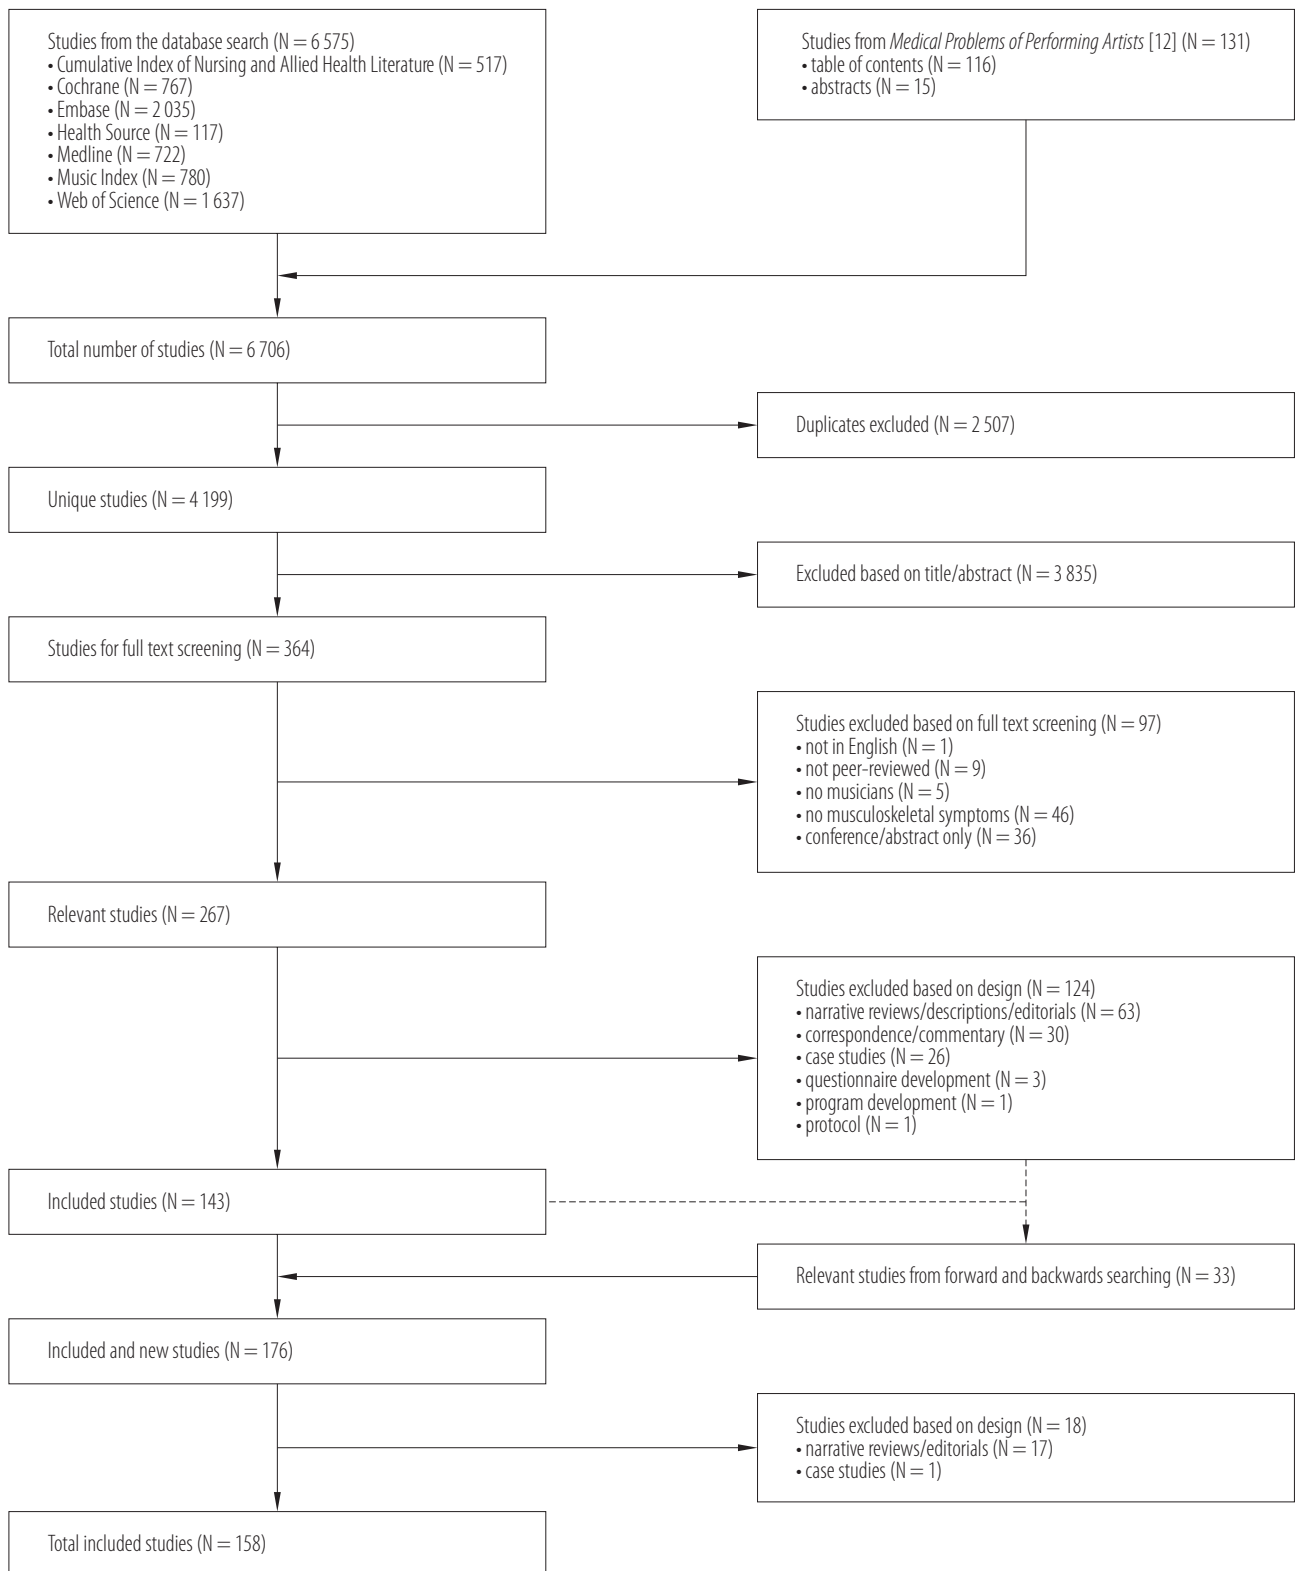 Studies from the database search (N = 6 575)
• Cumulative Index of Nursing and Allied Health Literature (N = 517)
• Cochrane (N = 767)
• Embase (N = 2 035)
• Health Source (N = 117)
• Medline (N = 722)
• Music Index (N = 780)
• Web of Science (N = 1 637)
Studies from Medical Problems of Performing Artists [12] (N = 131)
• table of contents (N = 116)
• abstracts (N = 15)
Total number of studies (N = 6 706)
Duplicates excluded (N = 2 507)
Unique studies (N = 4 199)
Excluded based on title/abstract (N = 3 835)
Studies for full text screening (N = 364)
Studies excluded based on full text screening (N = 97)
• not in English (N = 1)
• not peer-reviewed (N = 9)
• no musicians (N = 5)
• no musculoskeletal symptoms (N = 46)
• conference/abstract only (N = 36)
Relevant studies (N = 267)
Studies excluded based on design (N = 124)
• narrative reviews/descriptions/editorials (N = 63)
• correspondence/commentary (N = 30)
• case studies (N = 26)
• questionnaire development (N = 3)
• program development (N = 1)
• protocol (N = 1)
Included studies (N = 143)
Relevant studies from forward and backwards searching (N = 33)
Included and new studies (N = 176)
Studies excluded based on design (N = 18)
• narrative reviews/editorials (N = 17)
• case studies (N = 1)
Total included studies (N = 158)